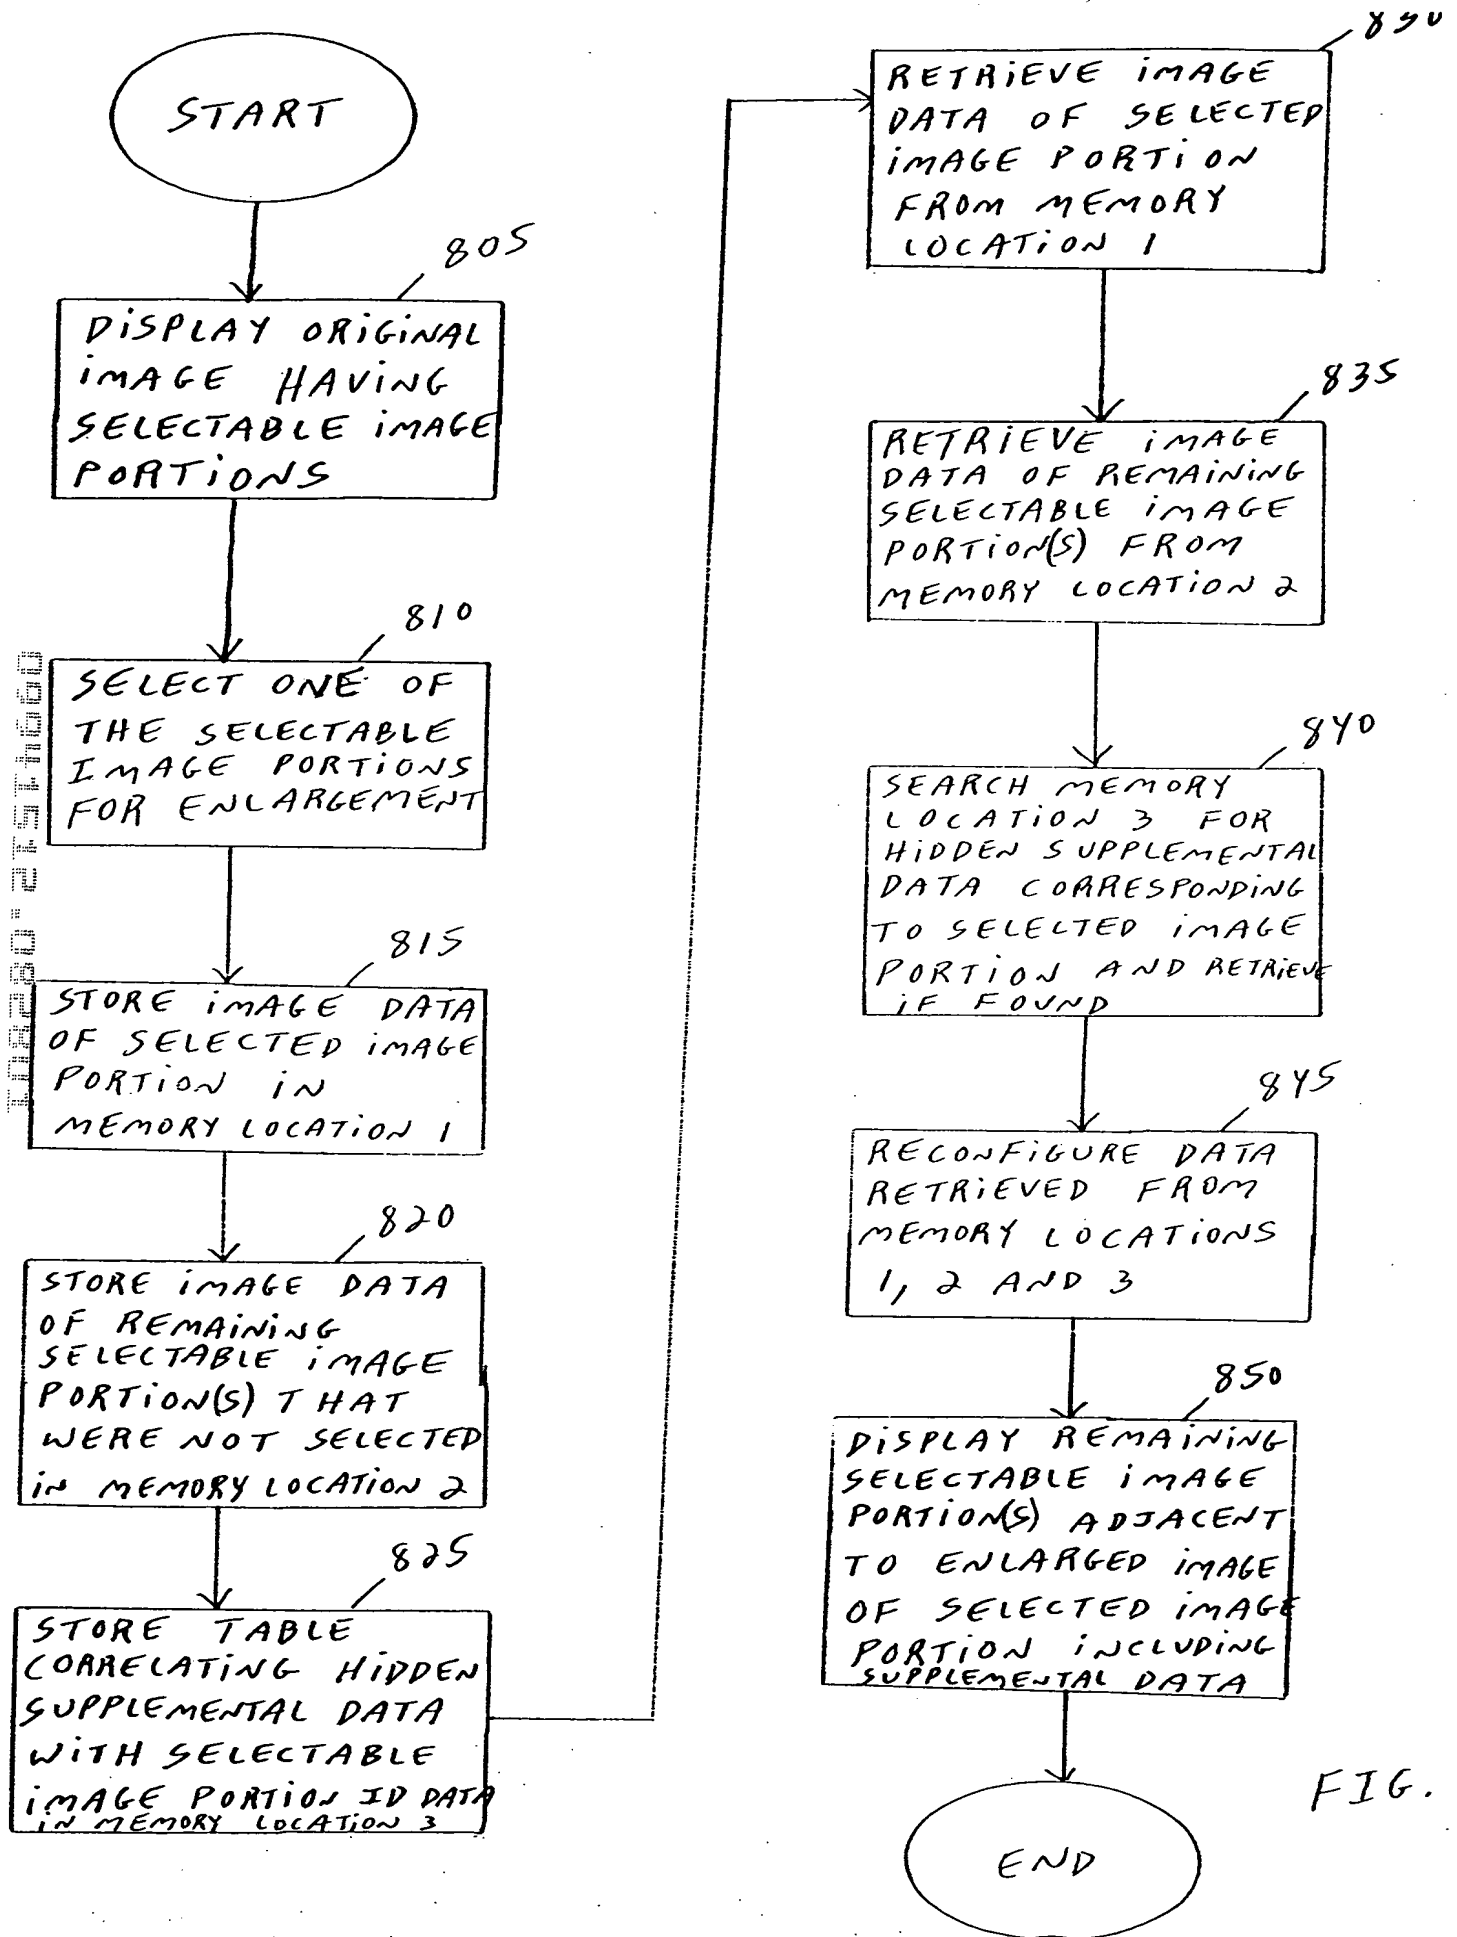 START
805
DISPLAY ORIGINAL
IMAGE HAVING
SELECTABLE IMAGE
PORTIONS
810
SELECT ONE OF
THE SELECTABLE
IMAGE PORTIONS
FOR ENLARGEMENT
815
STORE IMAGE DATA
OF SELECTED IMAGE
PORTION IN
MEMORY LOCATION 1
820
STORE IMAGE DATA
OF REMAINING
SELECTABLE IMAGE
PORTION(S) THAT
WERE NOT SELECTED
IN MEMORY LOCATION 2
825
STORE TABLE
CORRELATING HIDDEN
SUPPLEMENTAL DATA
WITH SELECTABLE
IMAGE PORTION ID DATA
IN MEMORY LOCATION 3
RETRIEVE IMAGE
DATA OF SELECTED
IMAGE PORTION
FROM MEMORY
LOCATION 1
835
RETRIEVE IMAGE
DATA OF REMAINING
SELECTABLE IMAGE
PORTION(S) FROM
MEMORY LOCATION 2
840
SEARCH MEMORY
LOCATION 3 FOR
HIDDEN SUPPLEMENTAL
DATA CORRESPONDING
TO SELECTED IMAGE
PORTION AND RETRIEVE
IF FOUND
845
RECONFIGURE DATA
RETRIEVED FROM
MEMORY LOCATIONS
1, 2 AND 3
850
DISPLAY REMAINING
SELECTABLE IMAGE
PORTION(S) ADJACENT
TO ENLARGED IMAGE
OF SELECTED IMAGE
PORTION INCLUDING
SUPPLEMENTAL DATA
END
FIG.